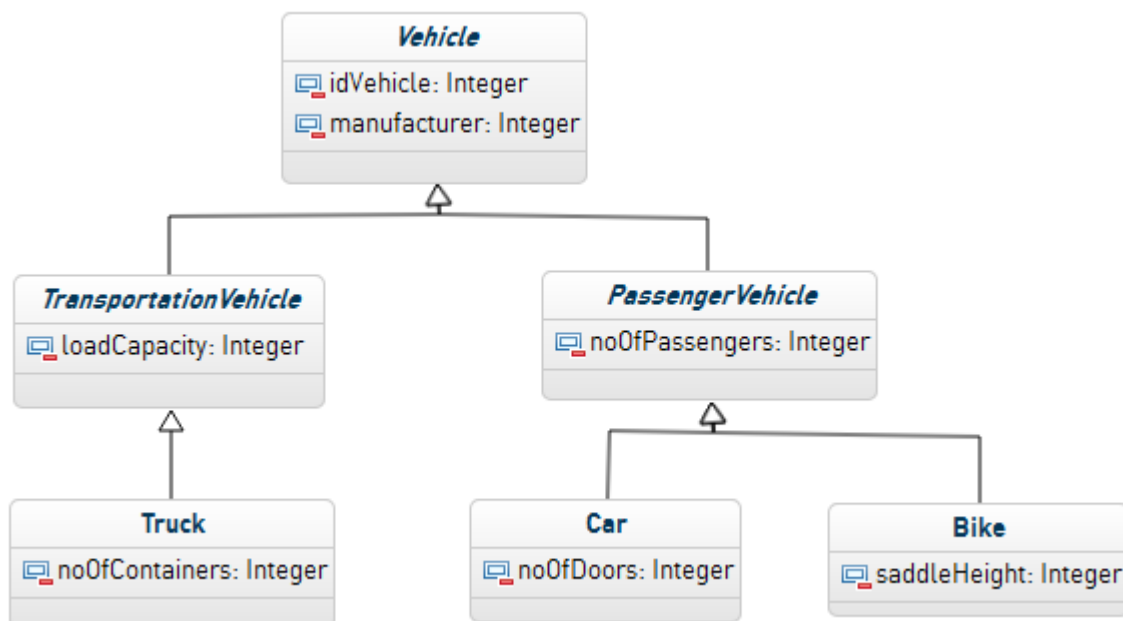 Vehicle
idVehicle: Integer
manufacturer: Integer
TransportationVehicle
loadCapacity: Integer
PassengerVehicle
noOfPassengers: Integer
Truck
noOfContainers: Integer
Car
noOfDoors: Integer
Bike
saddleHeight: Integer